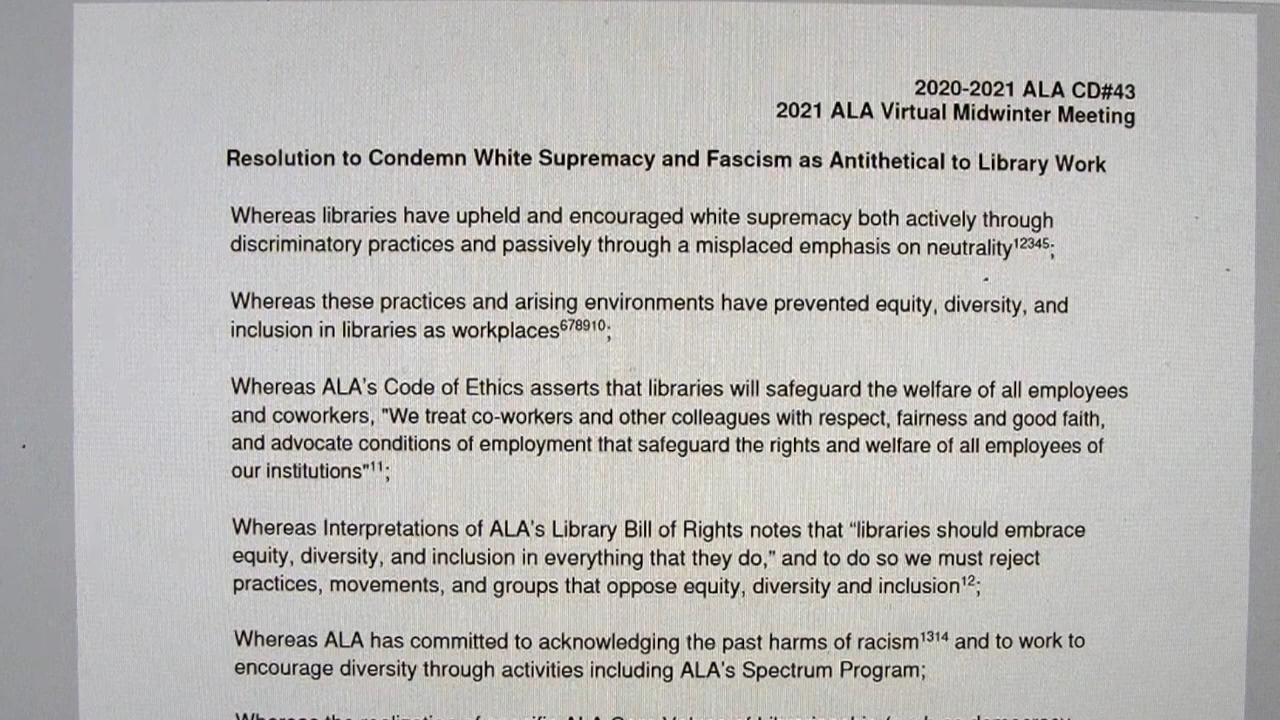 2020-2021 ALA CD#43
2021 ALA Virtual Midwinter Meeting
Resolution to Condemn White Supremacy and Fascism as Antithetical to Library Work
Whereas libraries have upheld and encouraged white supremacy both actively through
discriminatory practices and passively through a misplaced emphasis on neutrality¹²³⁴⁵;
Whereas these practices and arising environments have prevented equity, diversity, and
inclusion in libraries as workplaces⁶⁷⁸⁹¹⁰;
Whereas ALA's Code of Ethics asserts that libraries will safeguard the welfare of all employees
and coworkers, "We treat co-workers and other colleagues with respect, fairness and good faith,
and advocate conditions of employment that safeguard the rights and welfare of all employees of
our institutions"¹¹;
Whereas Interpretations of ALA's Library Bill of Rights notes that “libraries should embrace
equity, diversity, and inclusion in everything that they do,” and to do so we must reject
practices, movements, and groups that oppose equity, diversity and inclusion¹²;
Whereas ALA has committed to acknowledging the past harms of racism¹³¹⁴ and to work to
encourage diversity through activities including ALA's Spectrum Program;